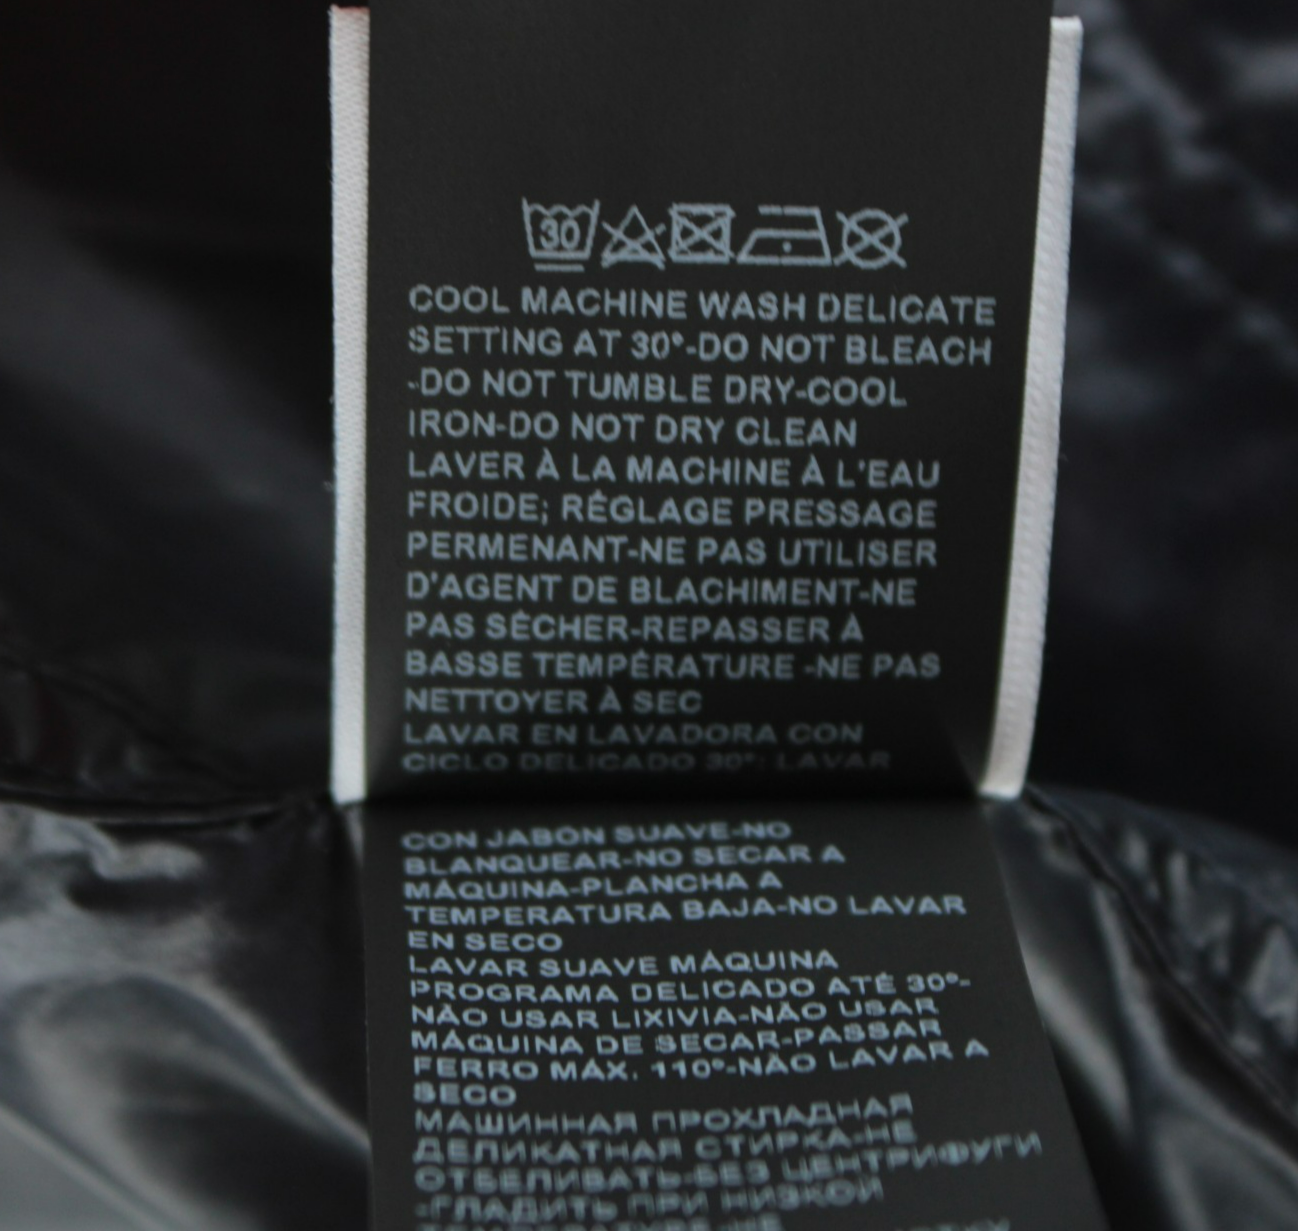 30
COOL MACHINE WASH DELICATE
SETTING AT 30°-DO NOT BLEACH
-DO NOT TUMBLE DRY-COOL
IRON-DO NOT DRY CLEAN
LAVER À LA MACHINE À L'EAU
FROIDE; RÉGLAGE PRESSAGE
PERMENANT-NE PAS UTILISER
D'AGENT DE BLACHIMENT-NE
PAS SÉCHER-REPASSER À
BASSE TEMPÉRATURE -NE PAS
NETTOYER À SEC
LAVAR EN LAVADORA CON
CICLO DELICADO 30°; LAVAR
CON JABÓN SUAVE-NO
BLANQUEAR-NO SECAR A
MÁQUINA-PLANCHA A
TEMPERATURA BAJA-NO LAVAR
EN SECO
LAVAR SUAVE MÁQUINA
PROGRAMA DELICADO ATÉ 30°-
NÃO USAR LIXIVIA-NÃO USAR
MÁQUINA DE SECAR-PASSAR
FERRO MÁX. 110°-NÃO LAVAR A
SECO
МАШИННАЯ ПРОХЛАДНАЯ
ДЕЛИКАТНАЯ СТИРКА-НЕ
ОТБЕЛИВАТЬ-БЕЗ ЦЕНТРИФУГИ
-ГЛАДИТЬ ПРИ НИЗКОЙ